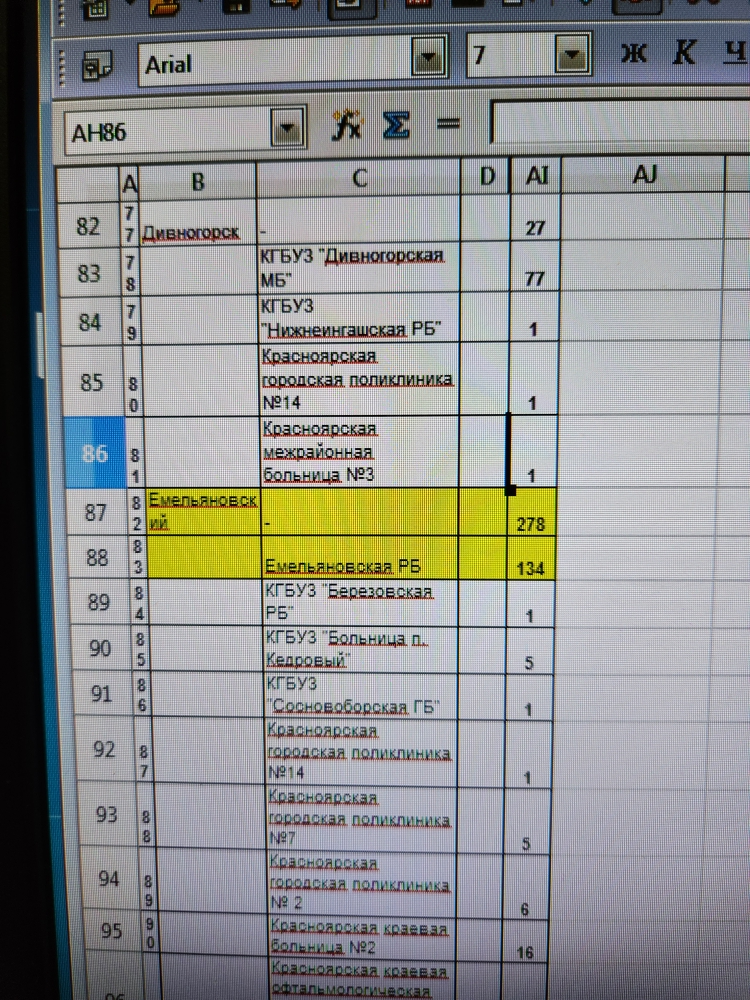 Arial 7 Ж К Ч
AH86 fx Σ =
A B C D AI AJ
82 77 Дивногорск - 27
83 78 КГБУЗ "Дивногорская
МБ" 77
84 79 КГБУЗ
"Нижнеингашская РБ" 1
85 80 Красноярская
городская поликлиника
№14 1
86 81 Красноярская
межрайонная
больница №3 1
87 82 Емельяновск
ий - 278
88 83 Емельяновская РБ 134
89 84 КГБУЗ "Березовская
РБ" 1
90 85 КГБУЗ "Больница п.
Кедровый" 5
91 86 КГБУЗ
"Сосновоборская ГБ" 1
92 87 Красноярская
городская поликлиника
№14 1
93 88 Красноярская
городская поликлиника
№7 5
94 89 Красноярская
городская поликлиника
№ 2 6
95 90 Красноярская краевая
больница №2 16
96 Красноярская краевая
офтальмологическая